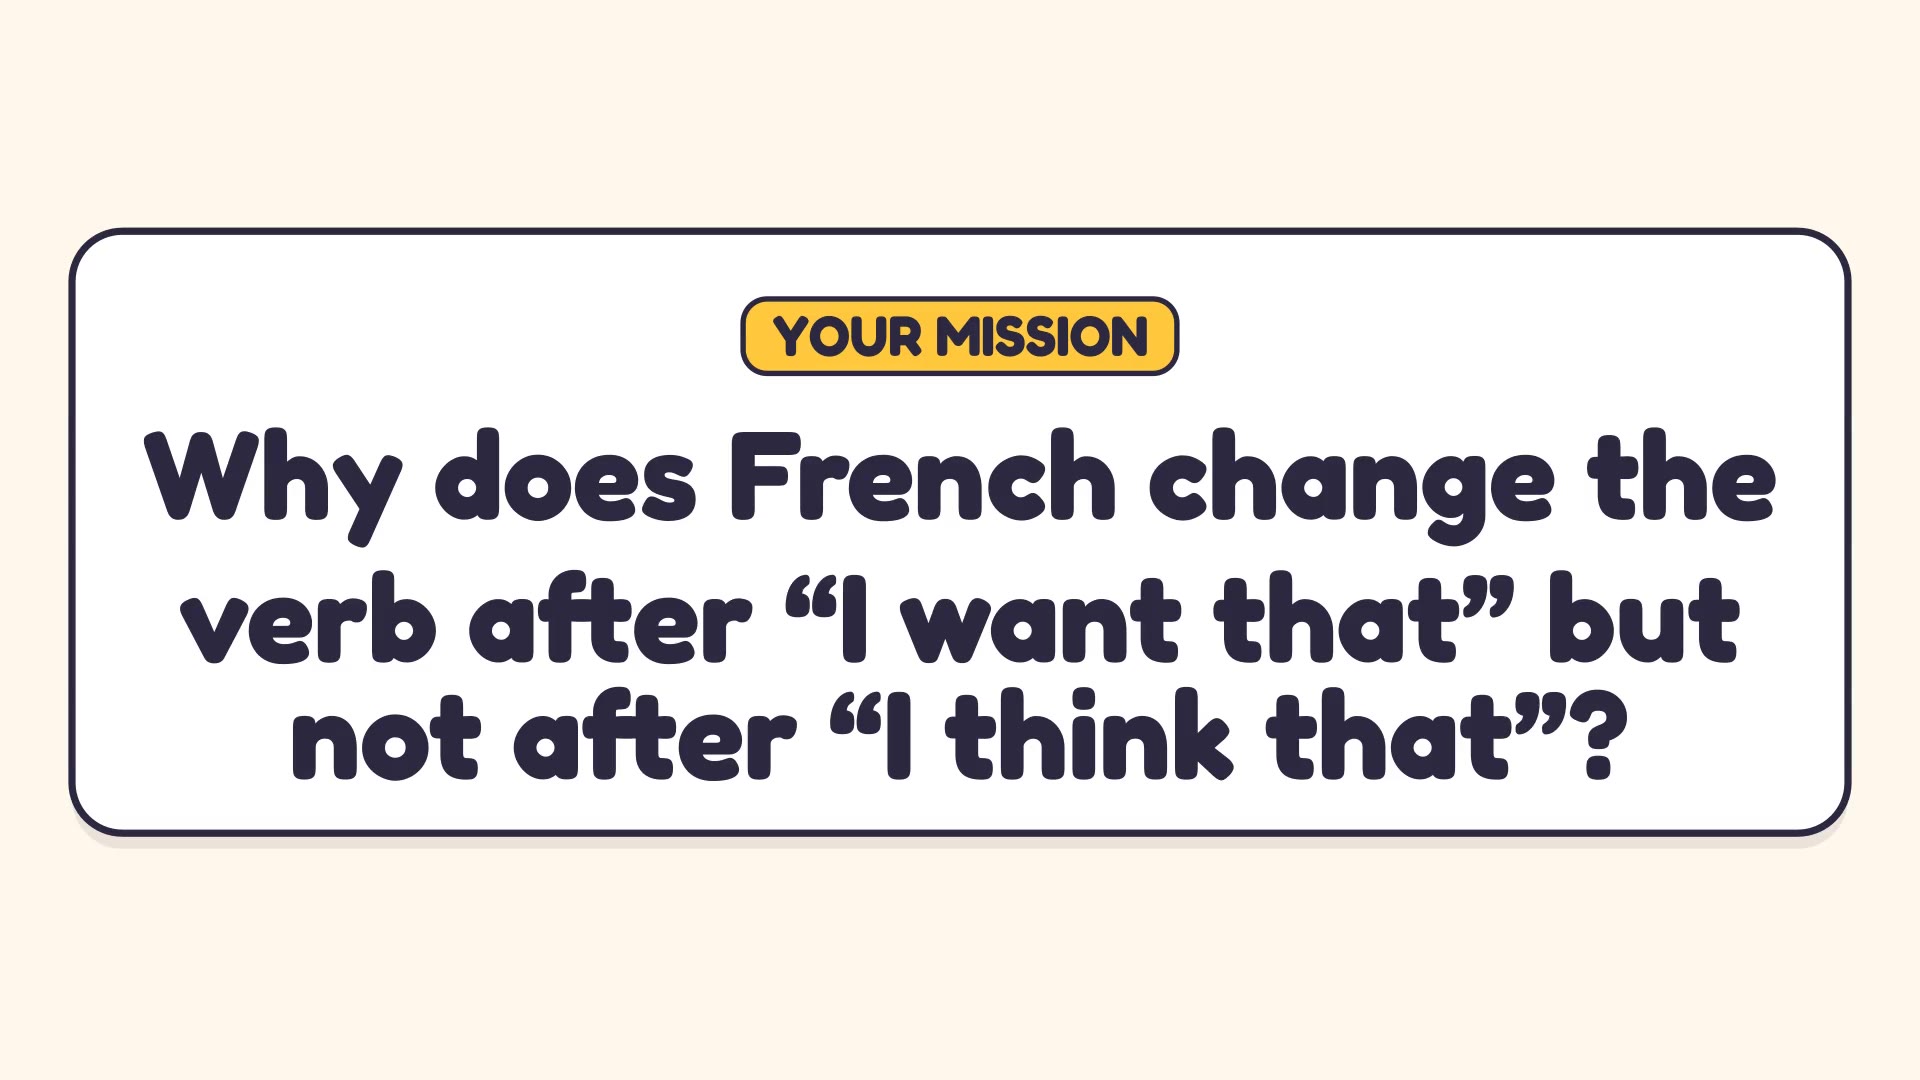 YOUR MISSION
Why does French change the
verb after “I want that” but
not after “I think that”?